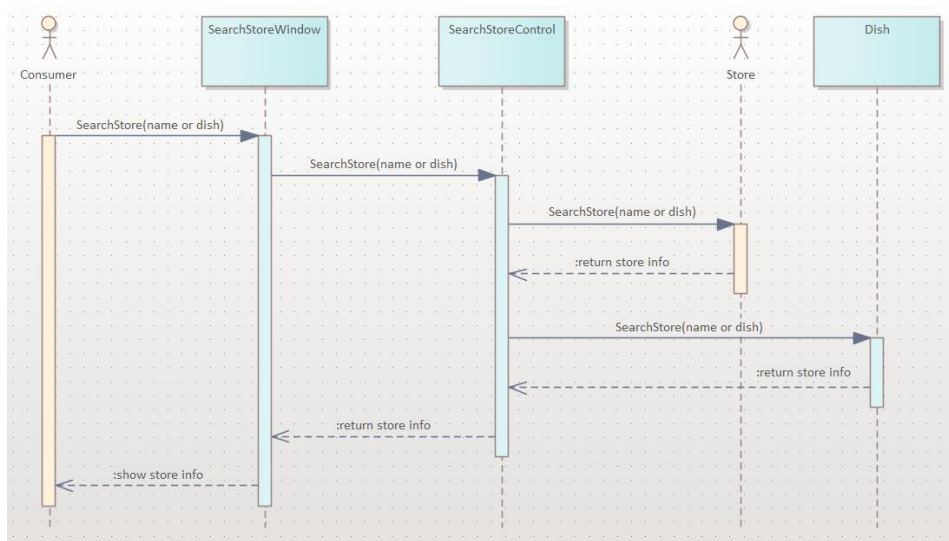 SearchStoreWindow
SearchStoreControl
Dish
Consumer
Store
SearchStore(name or dish)
SearchStore(name or dish)
SearchStore(name or dish)
:return store info
SearchStore(name or dish)
:return store info
:return store info
:show store info